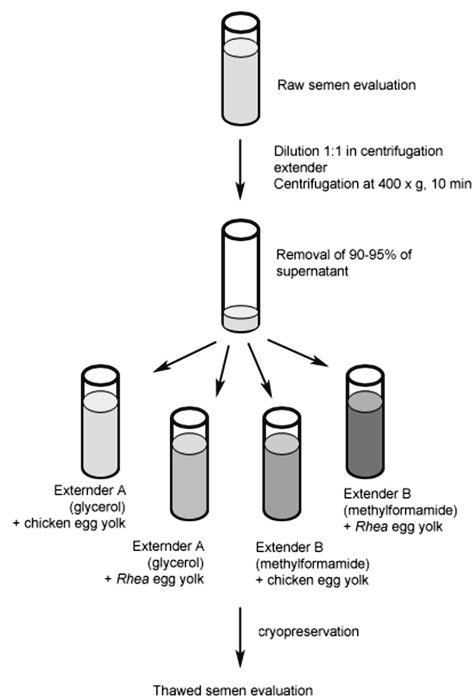 Raw semen evaluation
Dilution 1:1 in centrifugation
extender
Centrifugation at 400 x g, 10 min
Removal of 90-95% of
supernatant
Externder A
(glycerol)
+ chicken egg yolk
Externder A
(glycerol)
+ Rhea egg yolk
Extender B
(methylformamide)
+ chicken egg yolk
Extender B
(methylformamide)
+ Rhea egg yolk
cryopreservation
Thawed semen evaluation